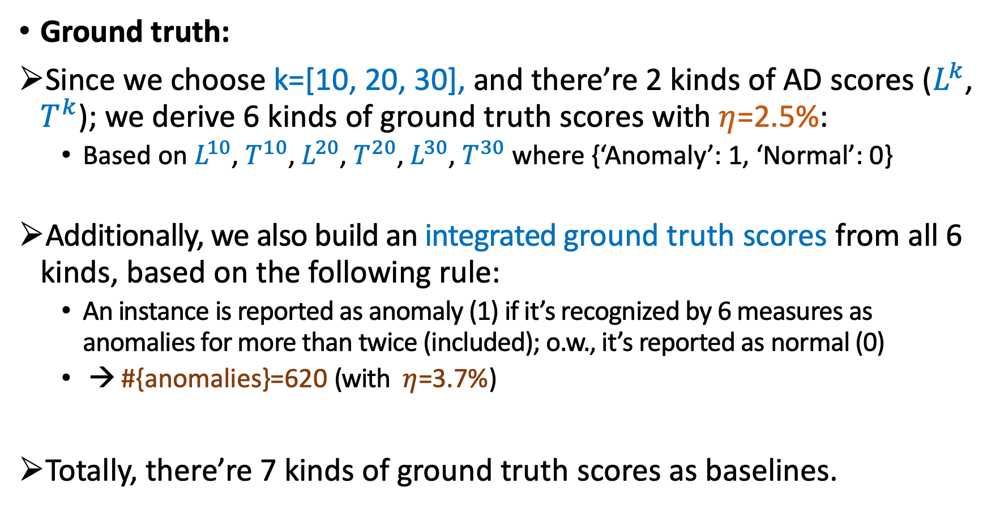 • Ground truth:
➢Since we choose k=[10, 20, 30], and there’re 2 kinds of AD scores (L^k,
T^k); we derive 6 kinds of ground truth scores with η=2.5%:
• Based on L^10, T^10, L^20, T^20, L^30, T^30 where {‘Anomaly’: 1, ‘Normal’: 0}
➢Additionally, we also build an integrated ground truth scores from all 6
kinds, based on the following rule:
• An instance is reported as anomaly (1) if it’s recognized by 6 measures as
anomalies for more than twice (included); o.w., it’s reported as normal (0)
• → #{anomalies}=620 (with η=3.7%)
➢Totally, there’re 7 kinds of ground truth scores as baselines.